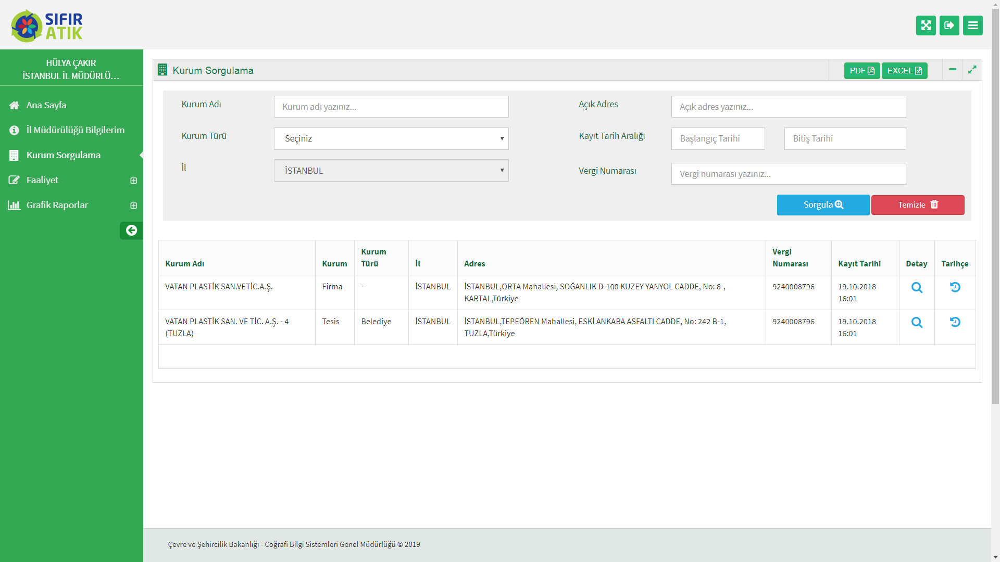 SIFIR
ATIK
HÜLYA ÇAKIR
İSTANBUL İL MÜDÜRLÜ...
Ana Sayfa
İl Müdürülüğü Bilgilerim
Kurum Sorgulama
Faaliyet
Grafik Raporlar
Kurum Sorgulama
PDF
EXCEL
Kurum Adı
Kurum adı yazınız...
Açık Adres
Açık adres yazınız...
Kurum Türü
Seçiniz
Kayıt Tarih Aralığı
Başlangıç Tarihi
Bitiş Tarihi
İl
İSTANBUL
Vergi Numarası
Vergi numarası yazınız...
Sorgula
Temizle
Kurum Adı
Kurum
Kurum
Türü
İl
Adres
Vergi
Numarası
Kayıt Tarihi
Detay
Tarihçe
VATAN PLASTİK SAN.VETİC.A.Ş.
Firma
-
İSTANBUL
İSTANBUL,ORTA Mahallesi, SOĞANLIK D-100 KUZEY YANYOL CADDE, No: 8-,
KARTAL,Türkiye
9240008796
19.10.2018
16:01
VATAN PLASTİK SAN. VE TİC. A.Ş. - 4
(TUZLA)
Tesis
Belediye
İSTANBUL
İSTANBUL,TEPEÖREN Mahallesi, ESKİ ANKARA ASFALTI CADDE, No: 242 B-1,
TUZLA,Türkiye
9240008796
19.10.2018
16:01
Çevre ve Şehircilik Bakanlığı - Coğrafi Bilgi Sistemleri Genel Müdürlüğü © 2019